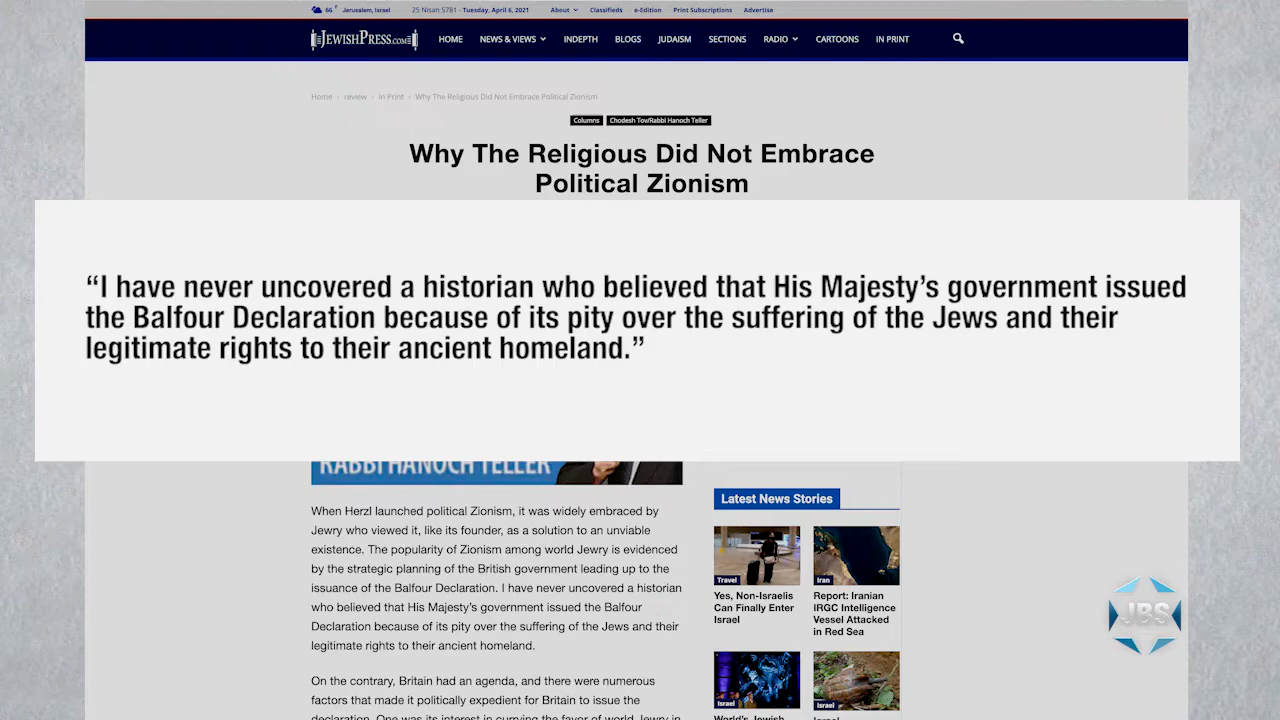 66 F Jerusalem, Israel 25 Nisan 5781 - Tuesday, April 6, 2021 About Classifieds e-Edition Print Subscriptions Advertise
JEWISHPRESS.COM HOME NEWS & VIEWS INDEPTH BLOGS JUDAISM SECTIONS RADIO CARTOONS IN PRINT
Home › review › In Print › Why The Religious Did Not Embrace Political Zionism
Columns Chodesh Tov/Rabbi Hanoch Teller
Why The Religious Did Not Embrace
Political Zionism
“I have never uncovered a historian who believed that His Majesty’s government issued
the Balfour Declaration because of its pity over the suffering of the Jews and their
legitimate rights to their ancient homeland.”
RABBI HANOCH TELLER
When Herzl launched political Zionism, it was widely embraced by
Jewry who viewed it, like its founder, as a solution to an unviable
existence. The popularity of Zionism among world Jewry is evidenced
by the strategic planning of the British government leading up to the
issuance of the Balfour Declaration. I have never uncovered a historian
who believed that His Majesty’s government issued the Balfour
Declaration because of its pity over the suffering of the Jews and their
legitimate rights to their ancient homeland.
On the contrary, Britain had an agenda, and there were numerous
factors that made it politically expedient for Britain to issue the
declaration. One was its interest in currying the favor of world Jewry in
Latest News Stories
Travel
Yes, Non-Israelis
Can Finally Enter
Israel
Iran
Report: Iranian
IRGC Intelligence
Vessel Attacked
in Red Sea
Israel
World’s Jewish
Israel
Israel
JBS